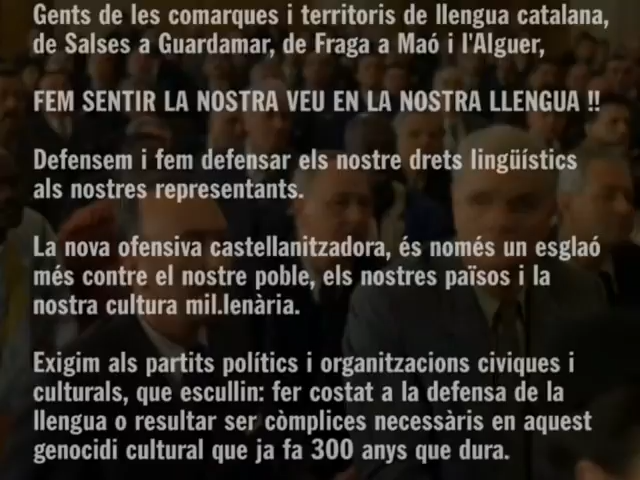 Gents de les comarques i territoris de llengua catalana,
de Salses a Guardamar, de Fraga a Maó i l'Alguer,
FEM SENTIR LA NOSTRA VEU EN LA NOSTRA LLENGUA !!
Defensem i fem defensar els nostre drets lingüístics
als nostres representants.
La nova ofensiva castellanitzadora, és només un esglaó
més contre el nostre poble, els nostres països i la
nostra cultura mil.lenària.
Exigim als partits polítics i organitzacions civiques i
culturals, que escullin: fer costat a la defensa de la
llengua o resultar ser còmplices necessàris en aquest
genocidi cultural que ja fa 300 anys que dura.